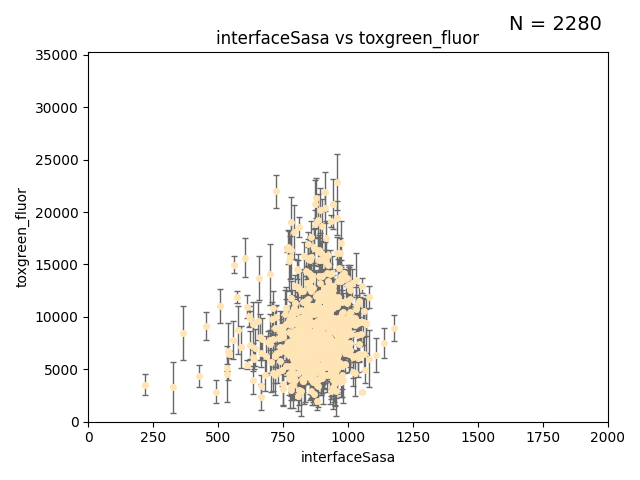 N = 2280
interfaceSasa vs toxgreen_fluor
toxgreen_fluor
35000
30000
25000
20000
15000
10000
5000
0
0 250 500 750 1000 1250 1500 1750 2000
interfaceSasa